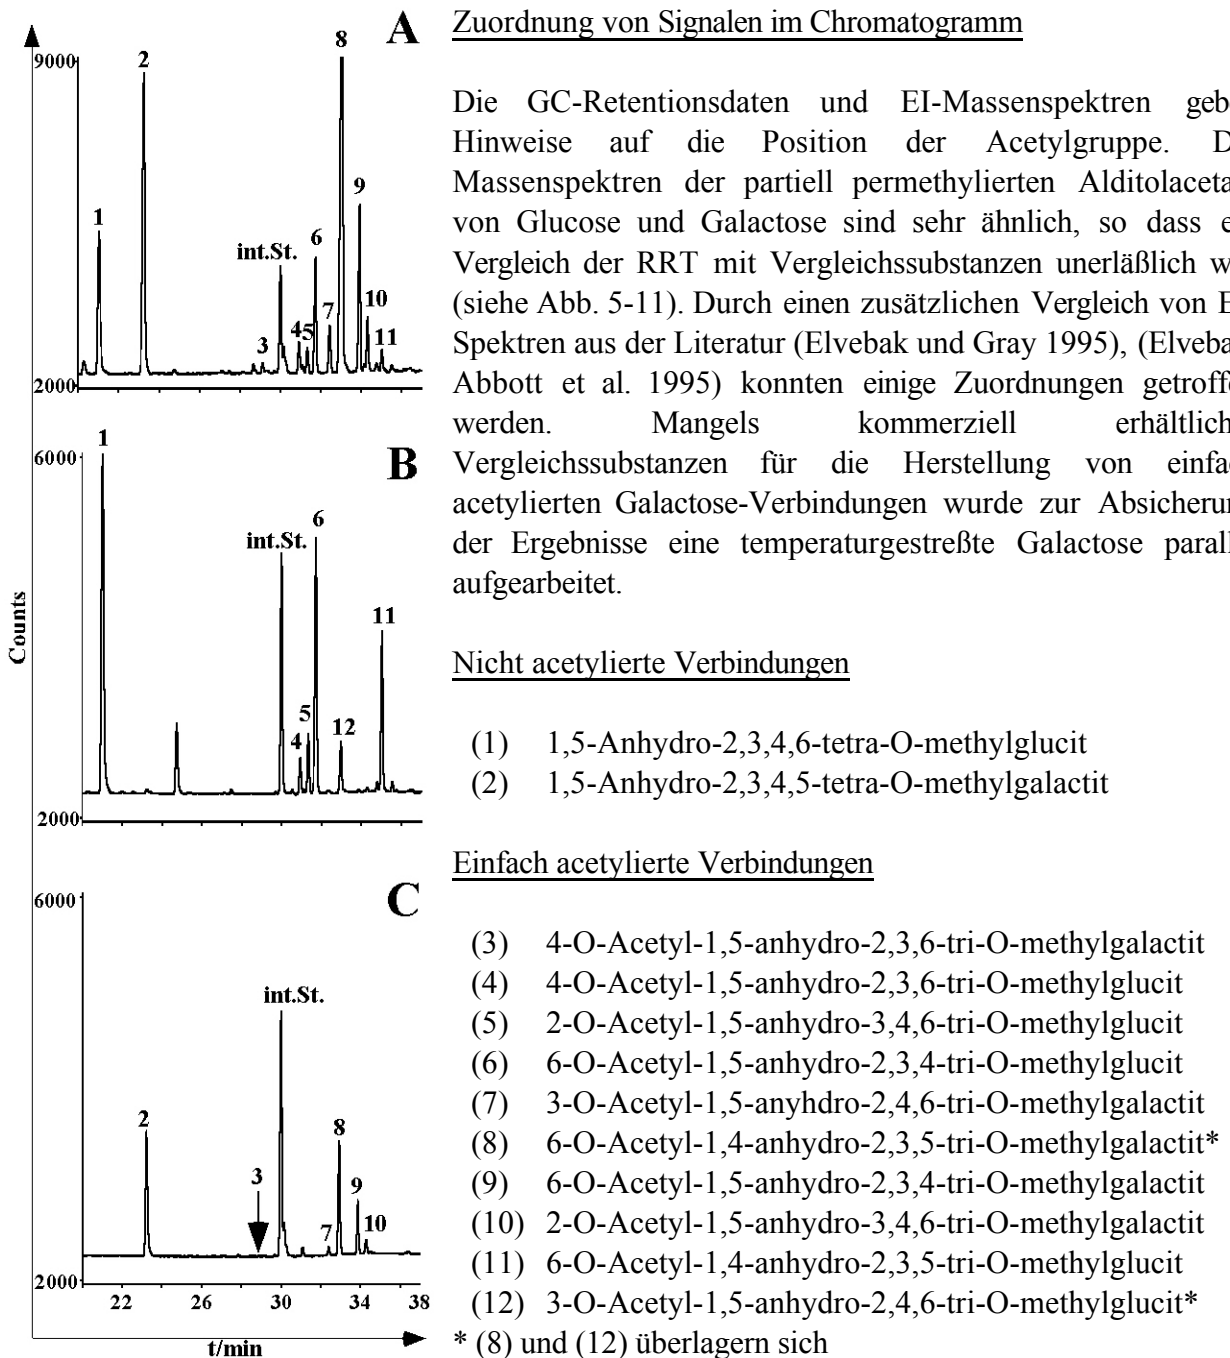 A
9000
2
8
1
int.St.
3
4
5
6
7
9
10
11
2000
B
6000
1
int.St.
4
5
6
12
11
2000
Counts
C
6000
int.St.
2
3
7
8
9
10
2000
22
26
30
34
38
t/min
Zuordnung von Signalen im Chromatogramm
Die GC-Retentionsdaten und EI-Massenspektren geb
Hinweise auf die Position der Acetylgruppe. D
Massenspektren der partiell permethylierten Alditolaceta
von Glucose und Galactose sind sehr ähnlich, so dass e
Vergleich der RRT mit Vergleichssubstanzen unerläßlich w
(siehe Abb. 5-11). Durch einen zusätzlichen Vergleich von E
Spektren aus der Literatur (Elvebak und Gray 1995), (Elveba
Abbott et al. 1995) konnten einige Zuordnungen getroff
werden. Mangels kommerziell erhältlich
Vergleichssubstanzen für die Herstellung von einfa
acetylierten Galactose-Verbindungen wurde zur Absicheru
der Ergebnisse eine temperaturgestreßte Galactose parall
aufgearbeitet.
Nicht acetylierte Verbindungen
(1) 1,5-Anhydro-2,3,4,6-tetra-O-methylglucit
(2) 1,5-Anhydro-2,3,4,5-tetra-O-methylgalactit
Einfach acetylierte Verbindungen
(3) 4-O-Acetyl-1,5-anhydro-2,3,6-tri-O-methylgalactit
(4) 4-O-Acetyl-1,5-anhydro-2,3,6-tri-O-methylglucit
(5) 2-O-Acetyl-1,5-anhydro-3,4,6-tri-O-methylglucit
(6) 6-O-Acetyl-1,5-anhydro-2,3,4-tri-O-methylglucit
(7) 3-O-Acetyl-1,5-anyhdro-2,4,6-tri-O-methylgalactit
(8) 6-O-Acetyl-1,4-anhydro-2,3,5-tri-O-methylgalactit*
(9) 6-O-Acetyl-1,5-anhydro-2,3,4-tri-O-methylgalactit
(10) 2-O-Acetyl-1,5-anhydro-3,4,6-tri-O-methylgalactit
(11) 6-O-Acetyl-1,4-anhydro-2,3,5-tri-O-methylglucit
(12) 3-O-Acetyl-1,5-anhydro-2,4,6-tri-O-methylglucit*
* (8) und (12) überlagern sich